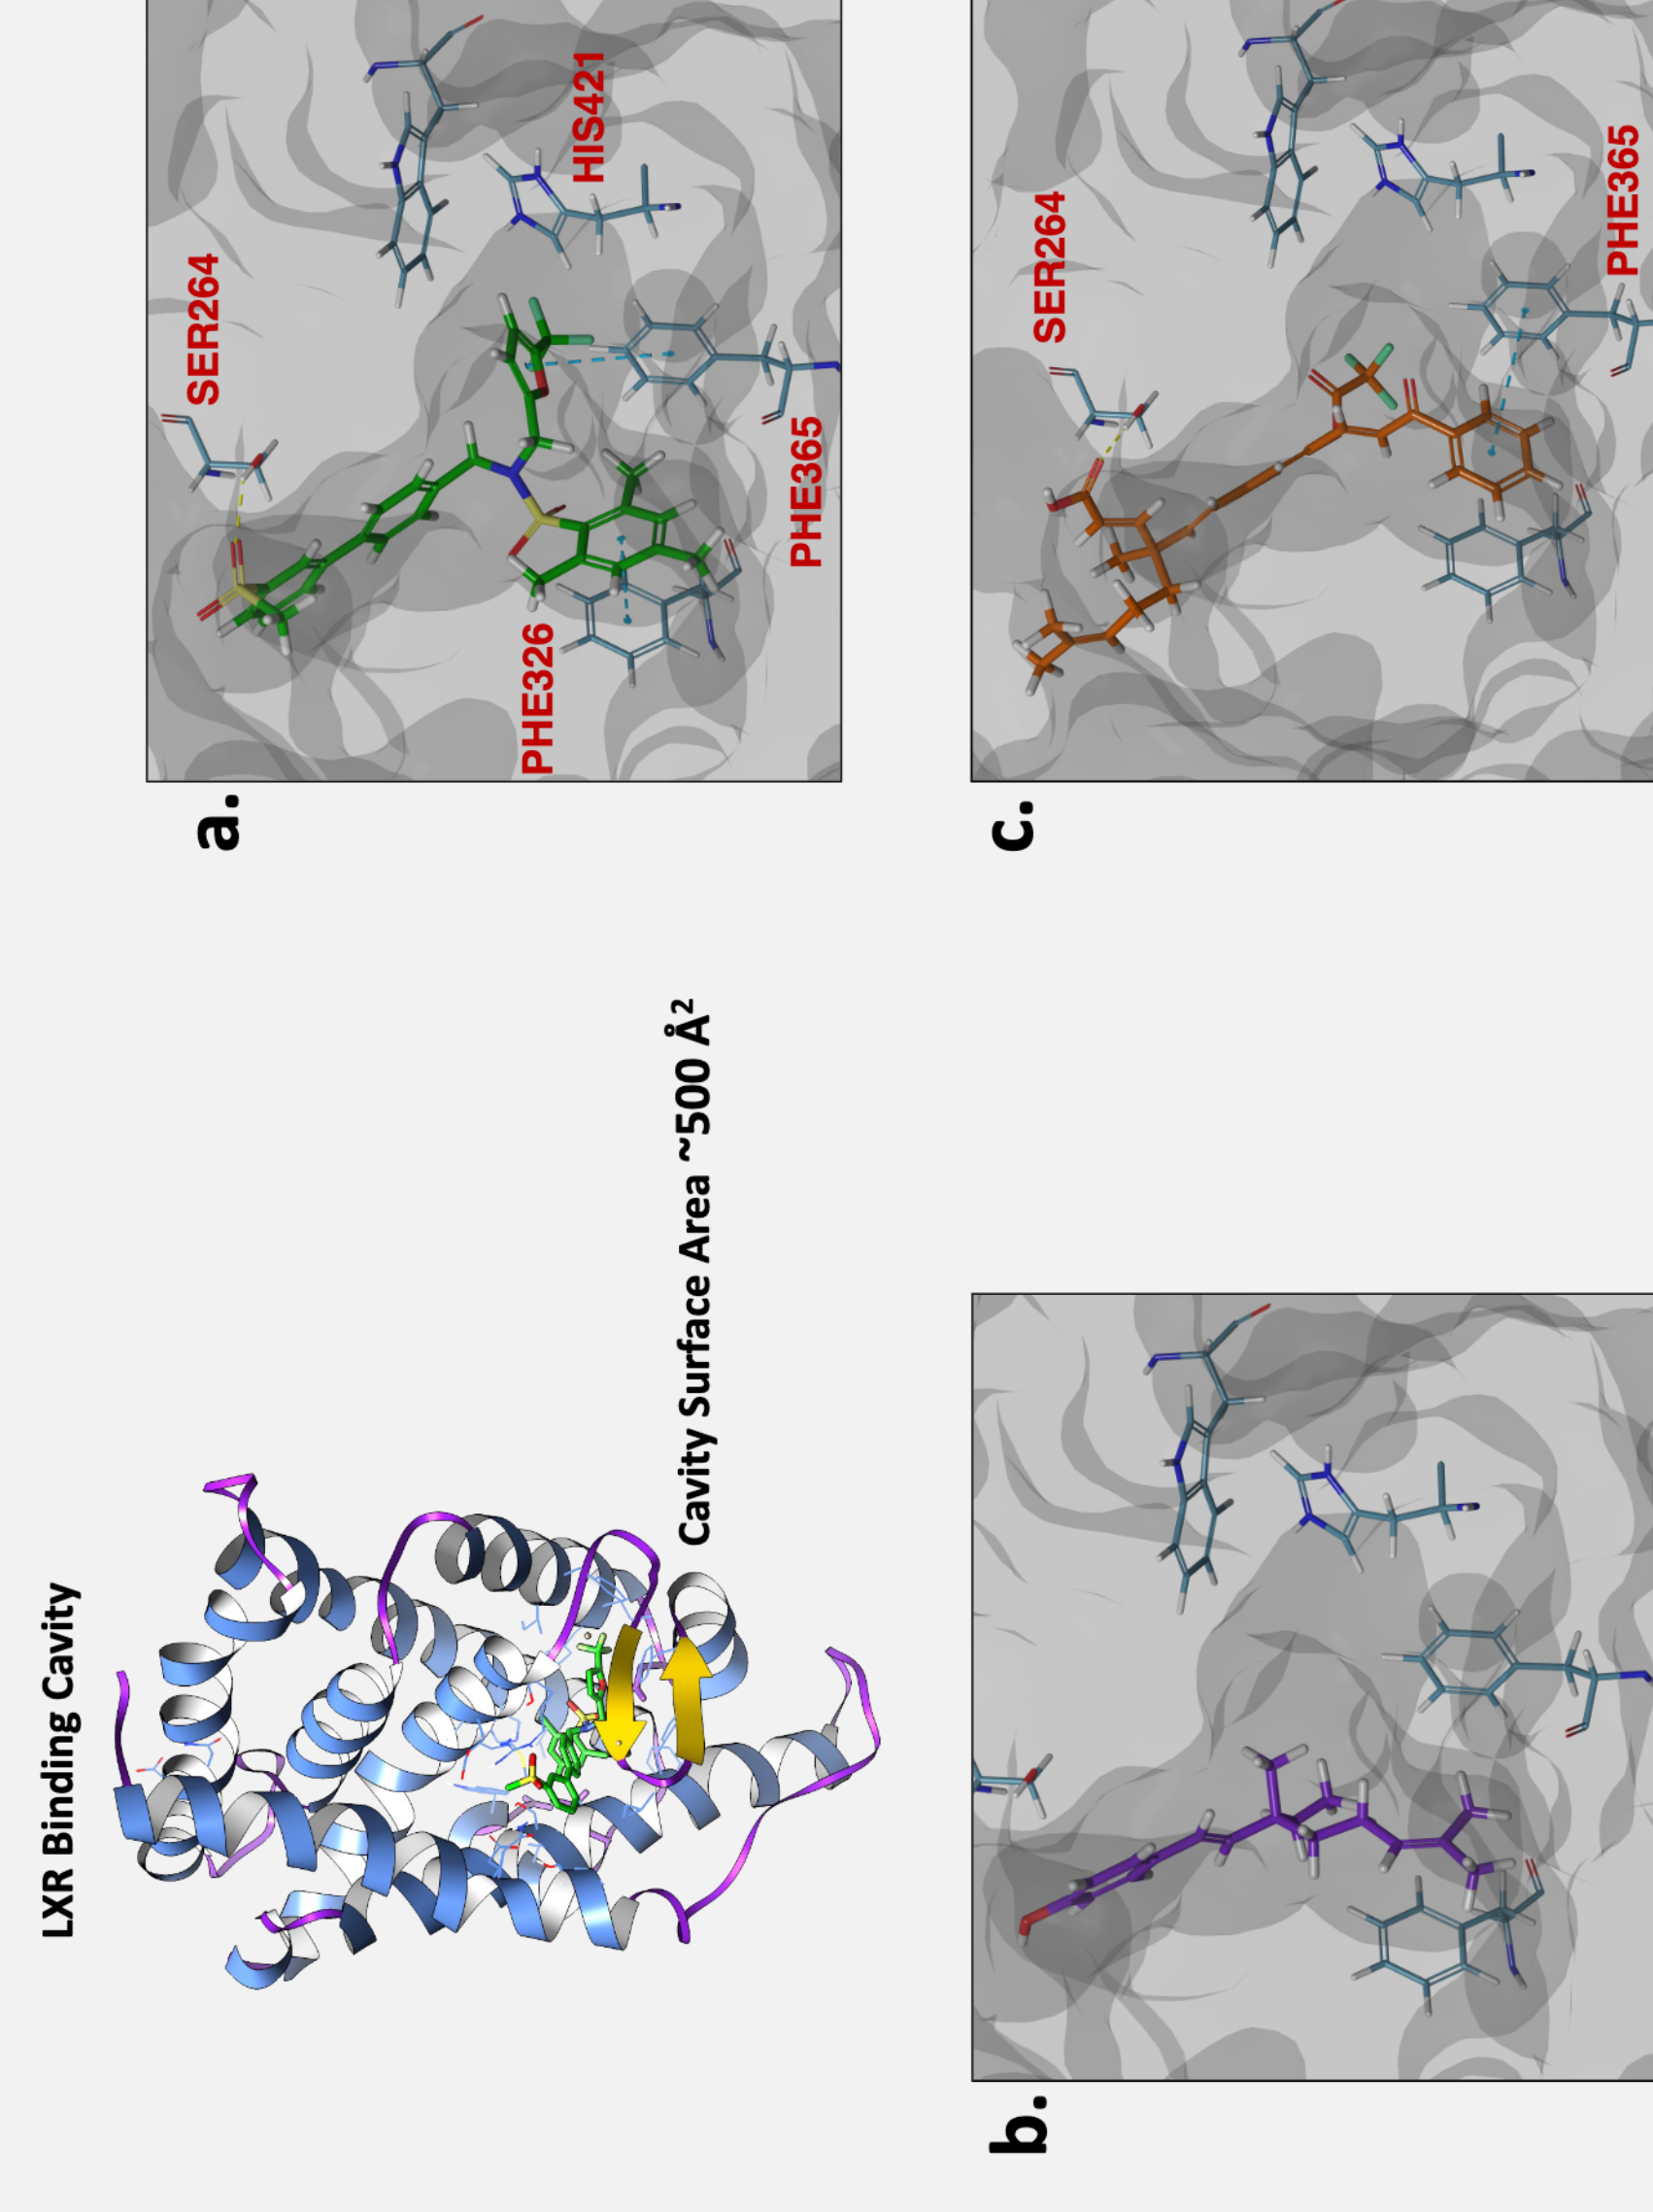 LXR Binding Cavity
Cavity Surface Area ~500 Å²
a.
SER264
HIS421
PHE326
PHE365
b.
c.
SER264
PHE365